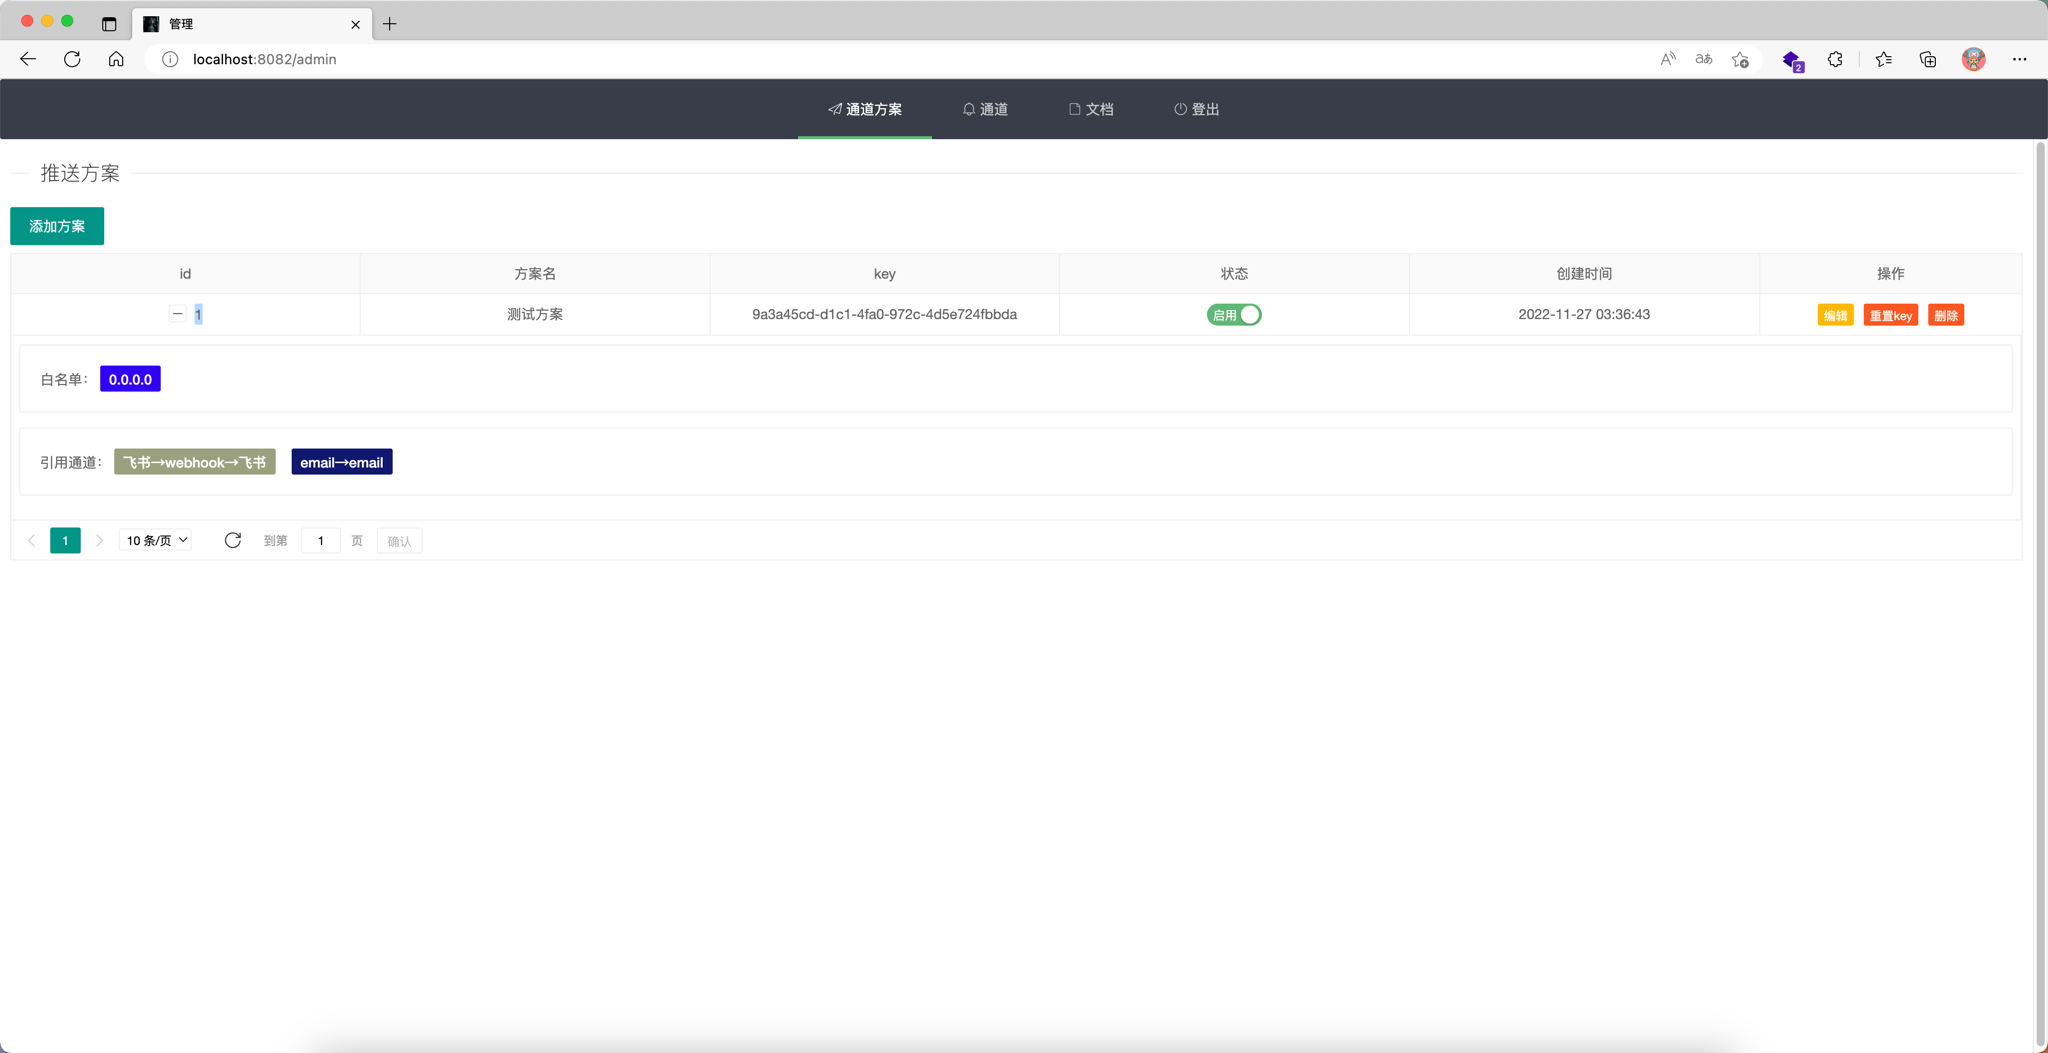 管理
localhost:8082/admin
A aあ 2
通道方案 通道 文档 登出
推送方案
添加方案
id 方案名 key 状态 创建时间 操作
1 测试方案 9a3a45cd-d1c1-4fa0-972c-4d5e724fbbda 启用 2022-11-27 03:36:43 编辑 重置key 删除
白名单： 0.0.0.0
引用通道： 飞书→webhook→飞书 email→email
1 10 条/页 到第 1 页 确认